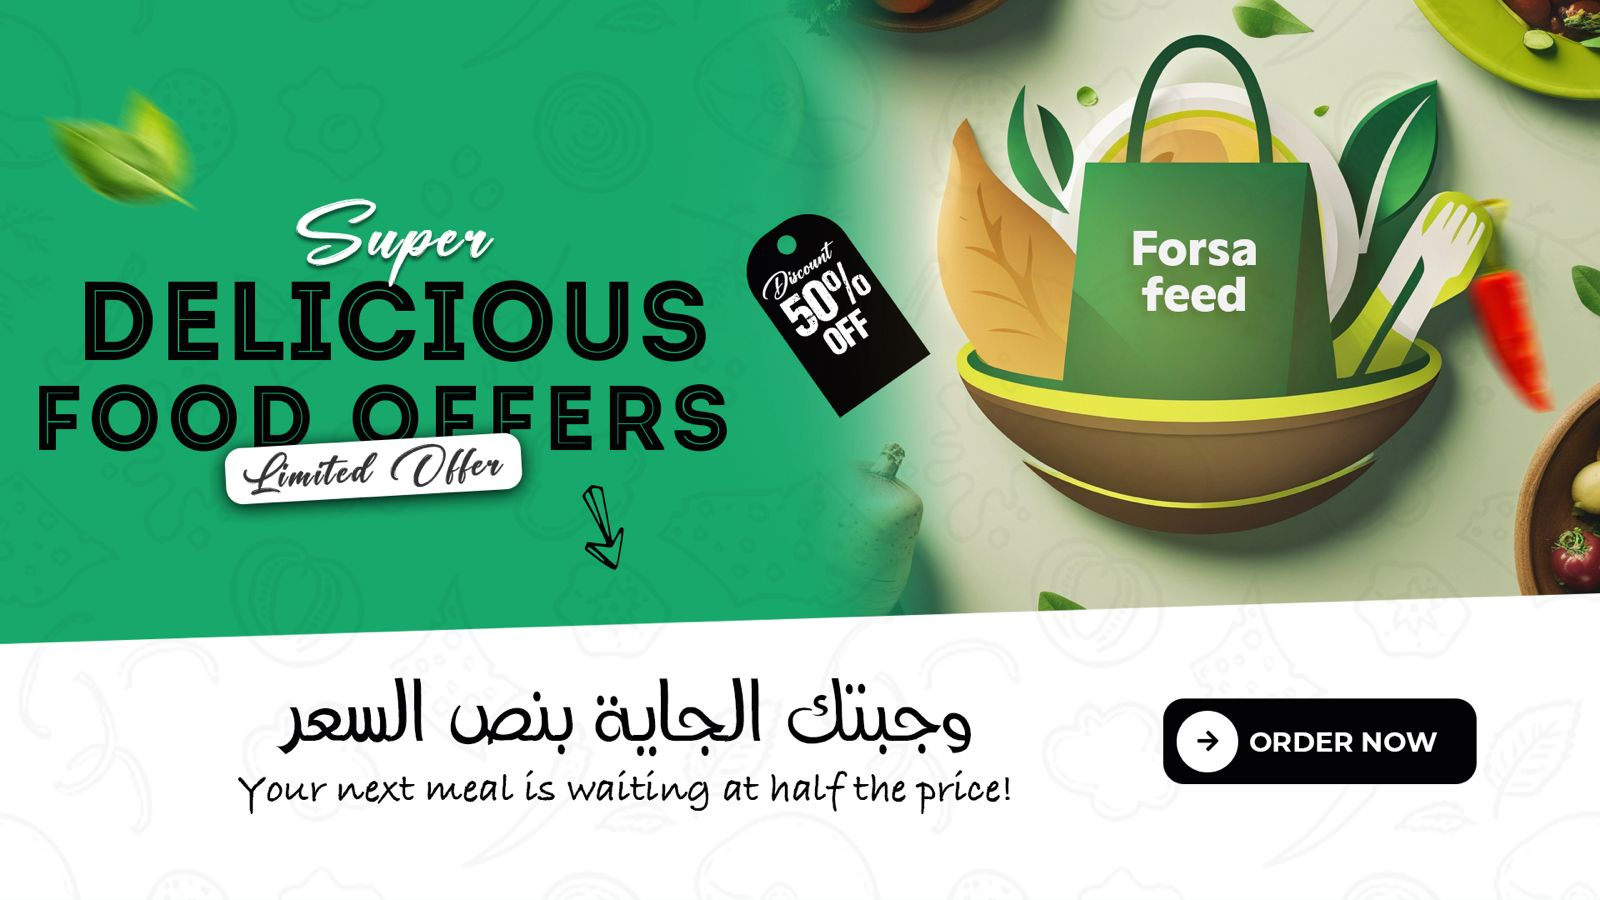 Super
DELICIOUS
FOOD OFFERS
Limited Offer
Discount
50%
OFF
Forsa
feed
وجبتك الجاية بنص السعر
Your next meal is waiting at half the price!
ORDER NOW